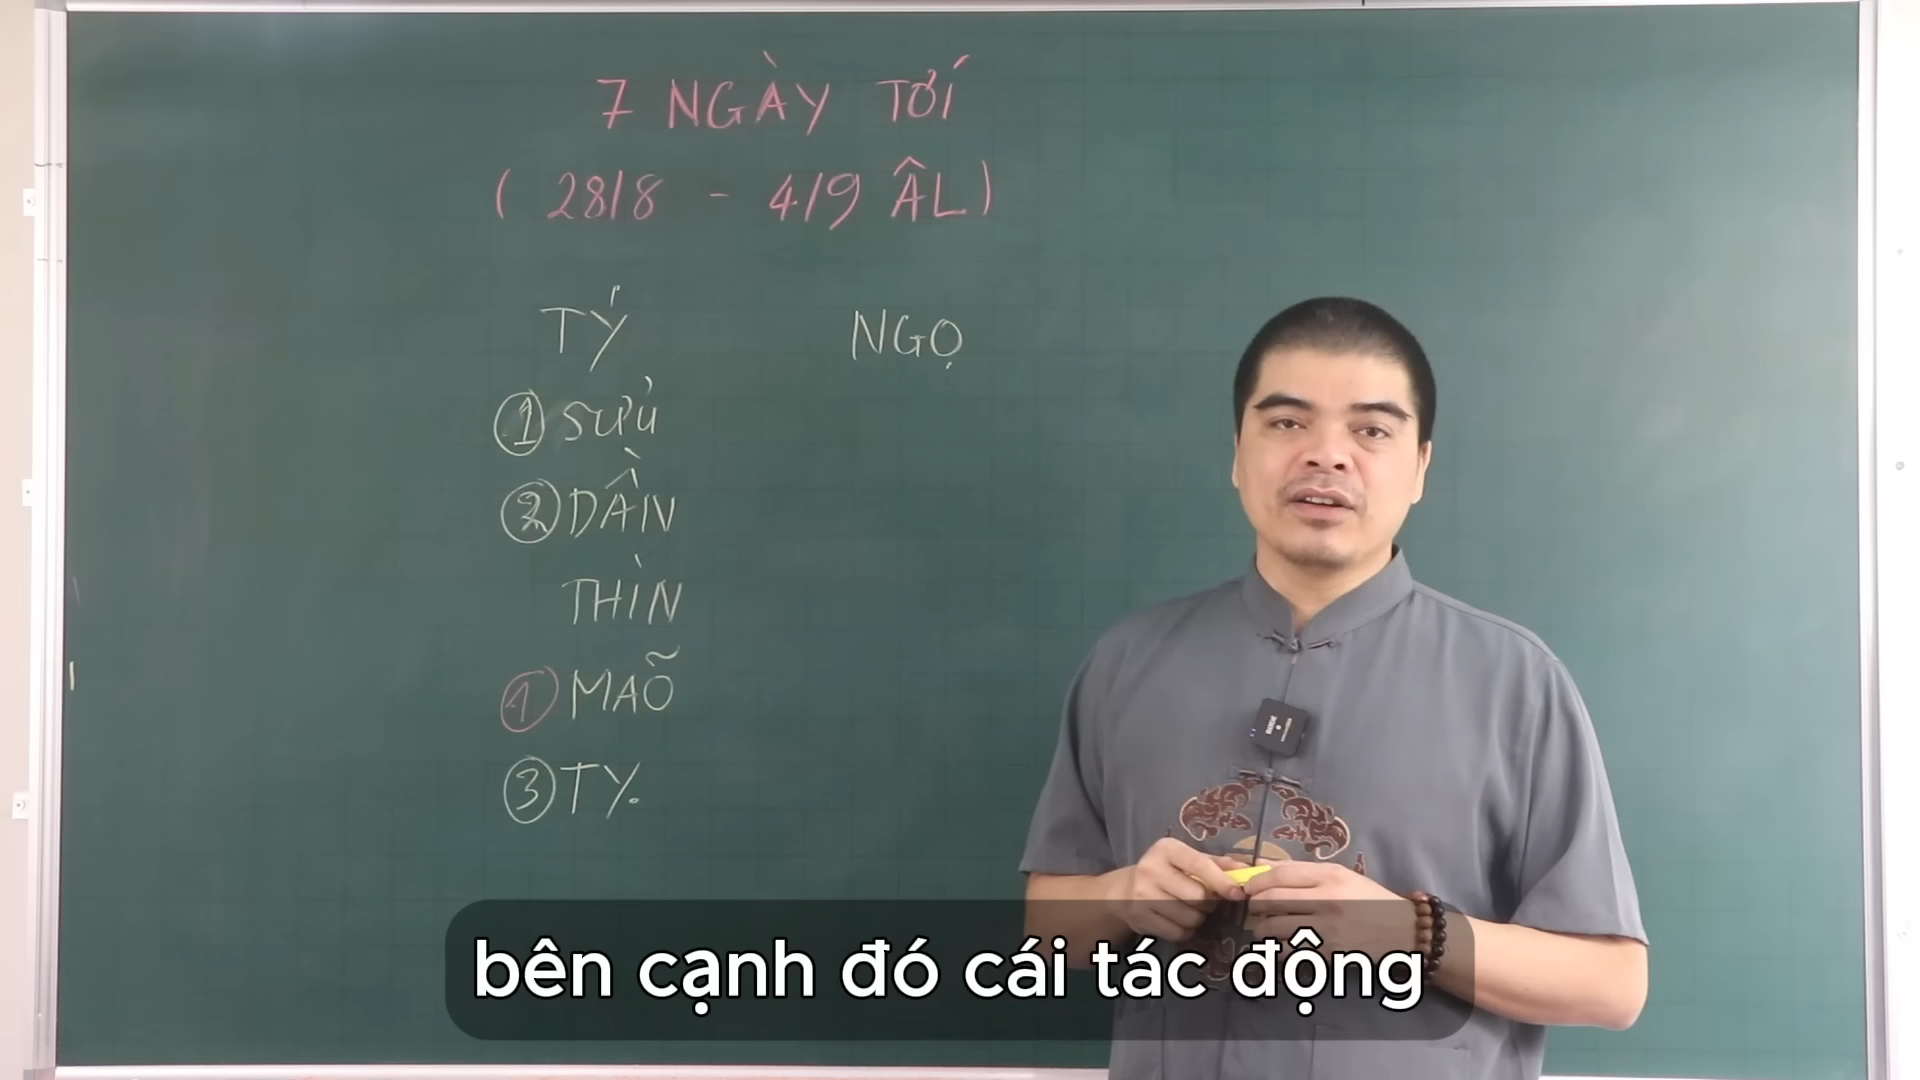 7 NGÀY TỚI
( 28/8 - 4/9 ÂL)
TÝ NGỌ
① SỬU
② DẦN
THÌN
① MAÕ
③ TỴ
bên cạnh đó cái tác động